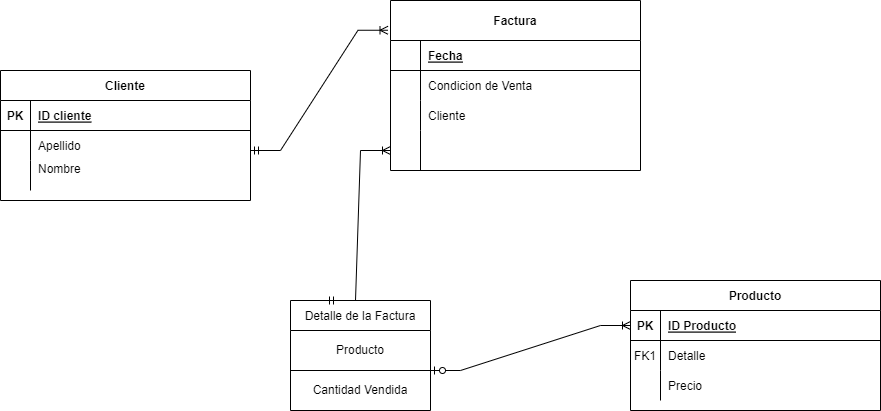 Factura
Fecha
Condicion de Venta
Cliente
Cliente
PK ID cliente
Apellido
Nombre
Detalle de la Factura
Producto
Cantidad Vendida
Producto
PK ID Producto
FK1 Detalle
Precio